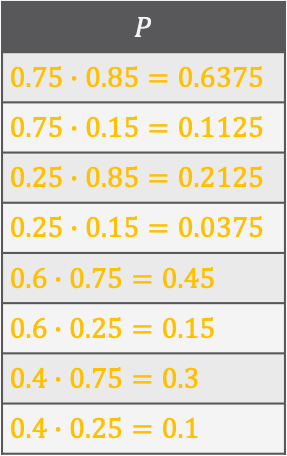 P
0.75 · 0.85 = 0.6375
0.75 · 0.15 = 0.1125
0.25 · 0.85 = 0.2125
0.25 · 0.15 = 0.0375
0.6 · 0.75 = 0.45
0.6 · 0.25 = 0.15
0.4 · 0.75 = 0.3
0.4 · 0.25 = 0.1